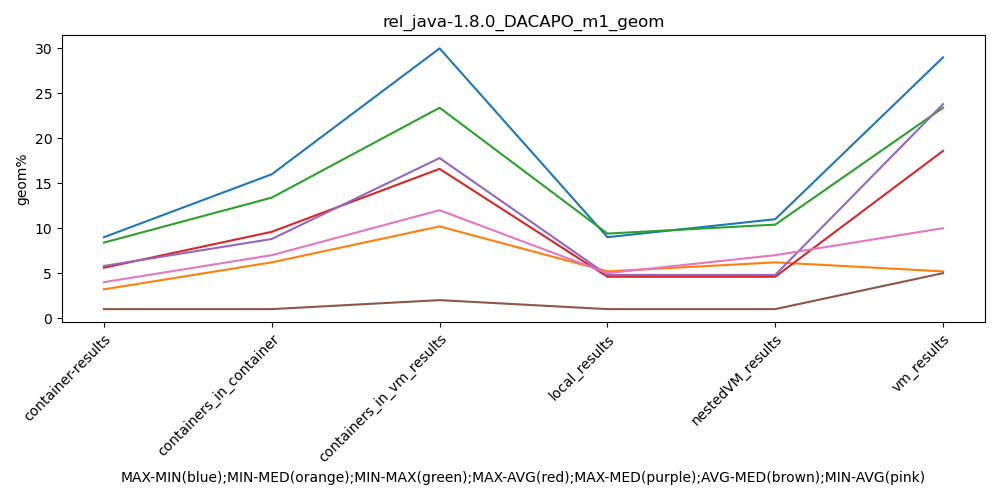 rel_java-1.8.0_DACAPO_m1_geom
geom%
30
25
20
15
10
5
0
container-results
containers_in_container
containers_in_vm_results
local_results
nestedVM_results
vm_results
MAX-MIN(blue);MIN-MED(orange);MIN-MAX(green);MAX-AVG(red);MAX-MED(purple);AVG-MED(brown);MIN-AVG(pink)